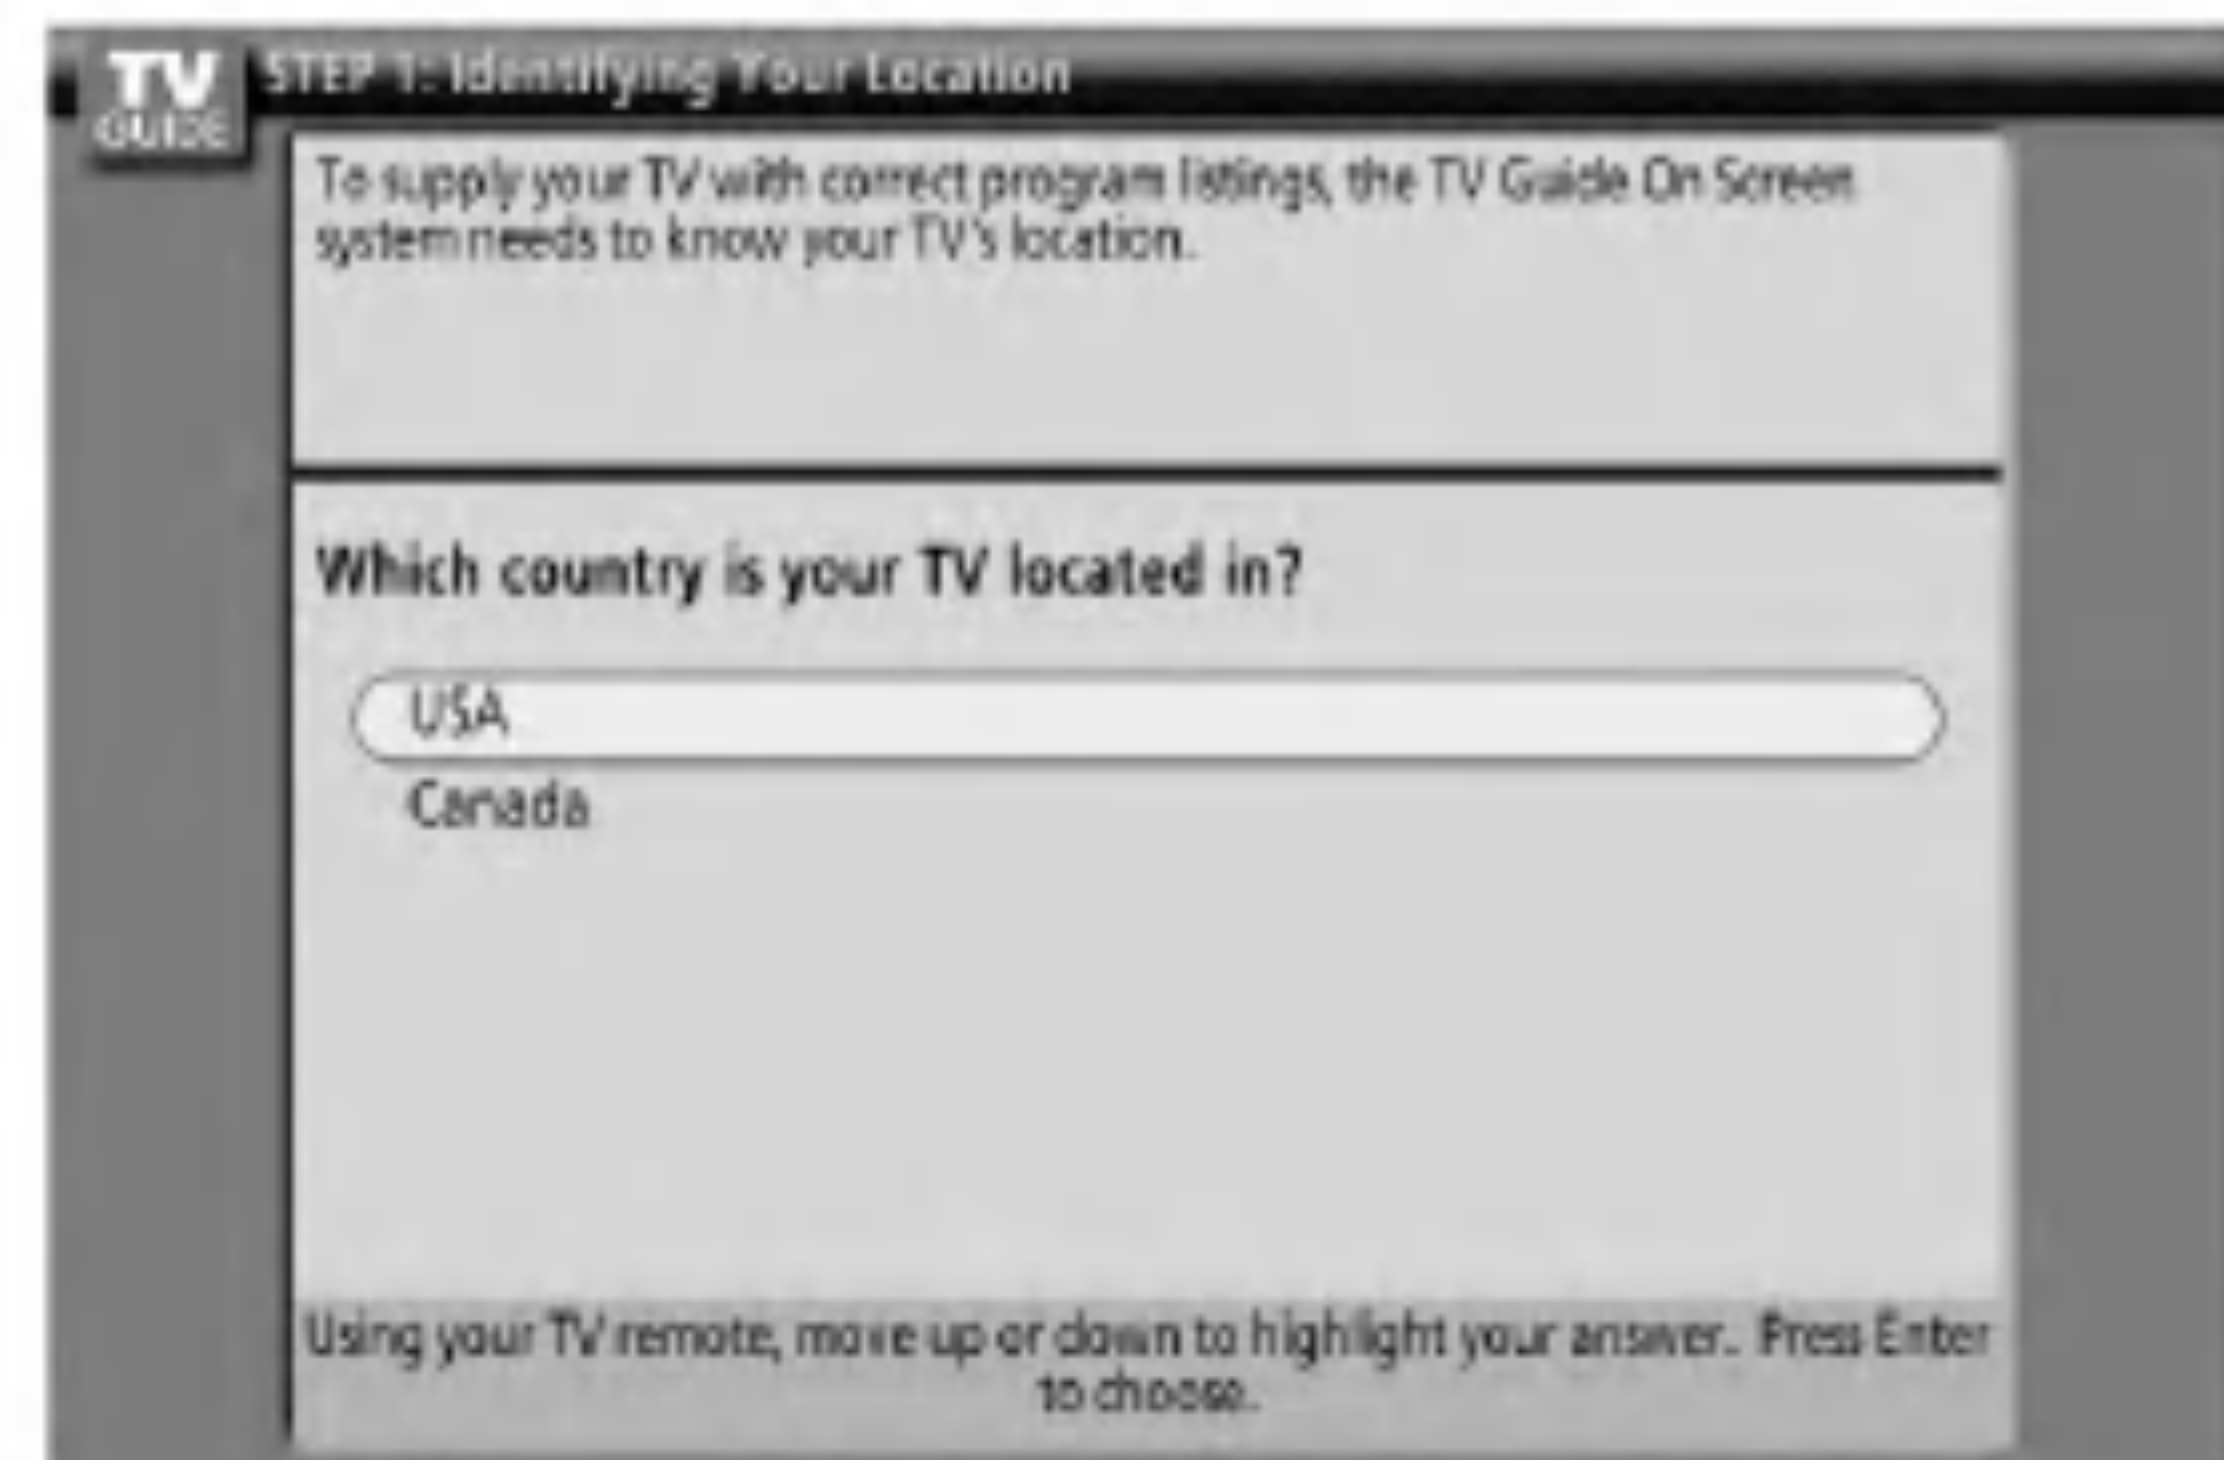 TV
GUIDE
STEP 1: Identifying Your Location
To supply your TV with correct program listings, the TV Guide On Screen
system needs to know your TV's location.
Which country is your TV located in?
USA
Canada
Using your TV remote, move up or down to highlight your answer. Press Enter
to choose.